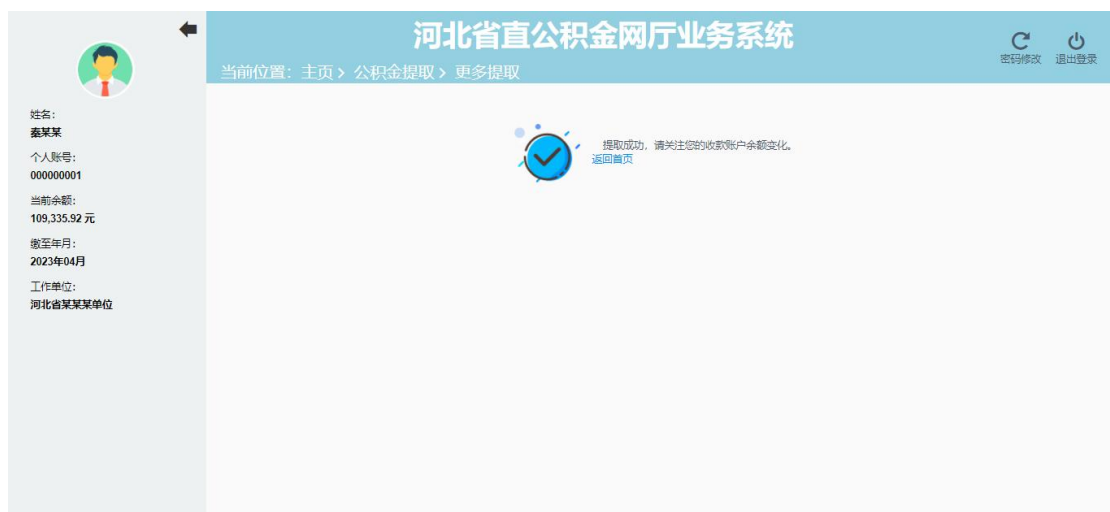 河北省直公积金网厅业务系统
密码修改 退出登录
当前位置：主页 > 公积金提取 > 更多提取
姓名：
秦某某
个人账号：
000000001
当前余额：
109,335.92 元
缴至年月：
2023年04月
工作单位：
河北省某某某单位
提取成功，请关注您的收款账户余额变化。
返回首页